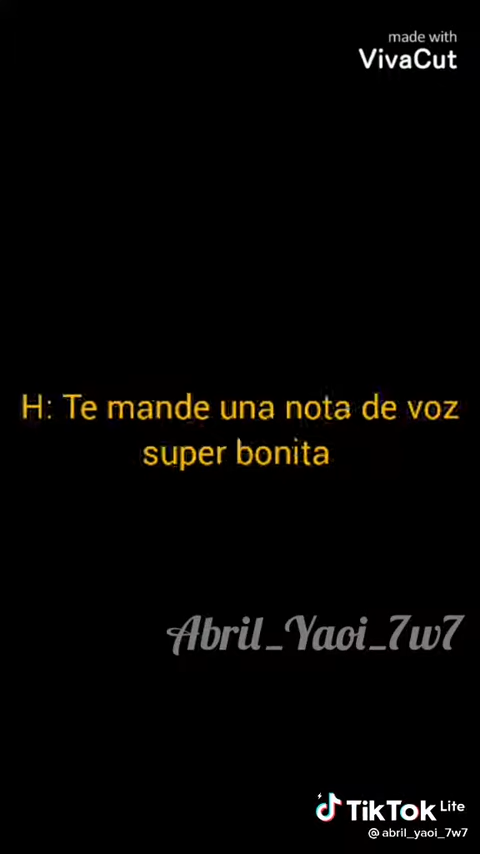 made with
VivaCut
H: Te mande una nota de voz
super bonita
Abril_Yaoi_7w7
TikTok Lite
@abril_yaoi_7w7